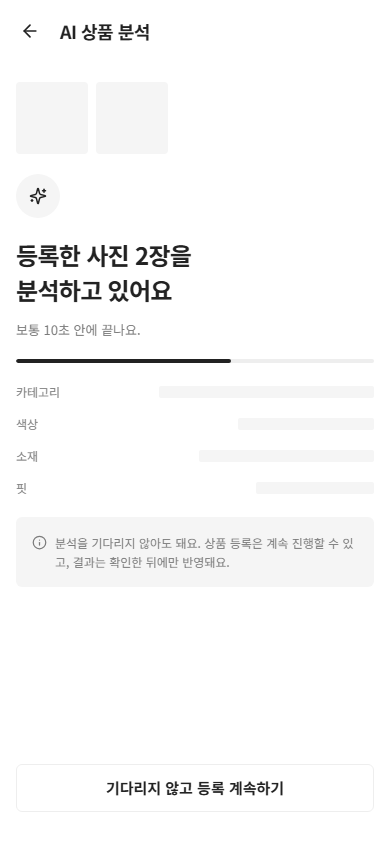 AI 상품 분석
등록한 사진 2장을
분석하고 있어요
보통 10초 안에 끝나요.
카테고리
색상
소재
핏
분석을 기다리지 않아도 돼요. 상품 등록은 계속 진행할 수 있
고, 결과는 확인한 뒤에만 반영돼요.
기다리지 않고 등록 계속하기